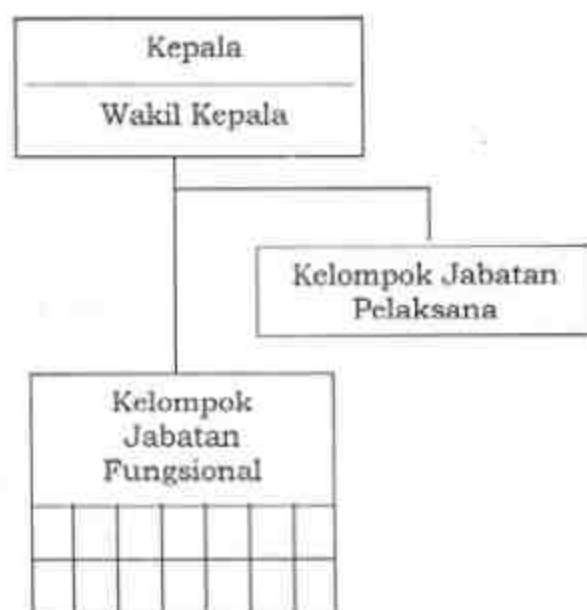 Kepala
Wakil Kepala
Kelompok Jabatan
Pelaksana
Kelompok
Jabatan
Fungsional